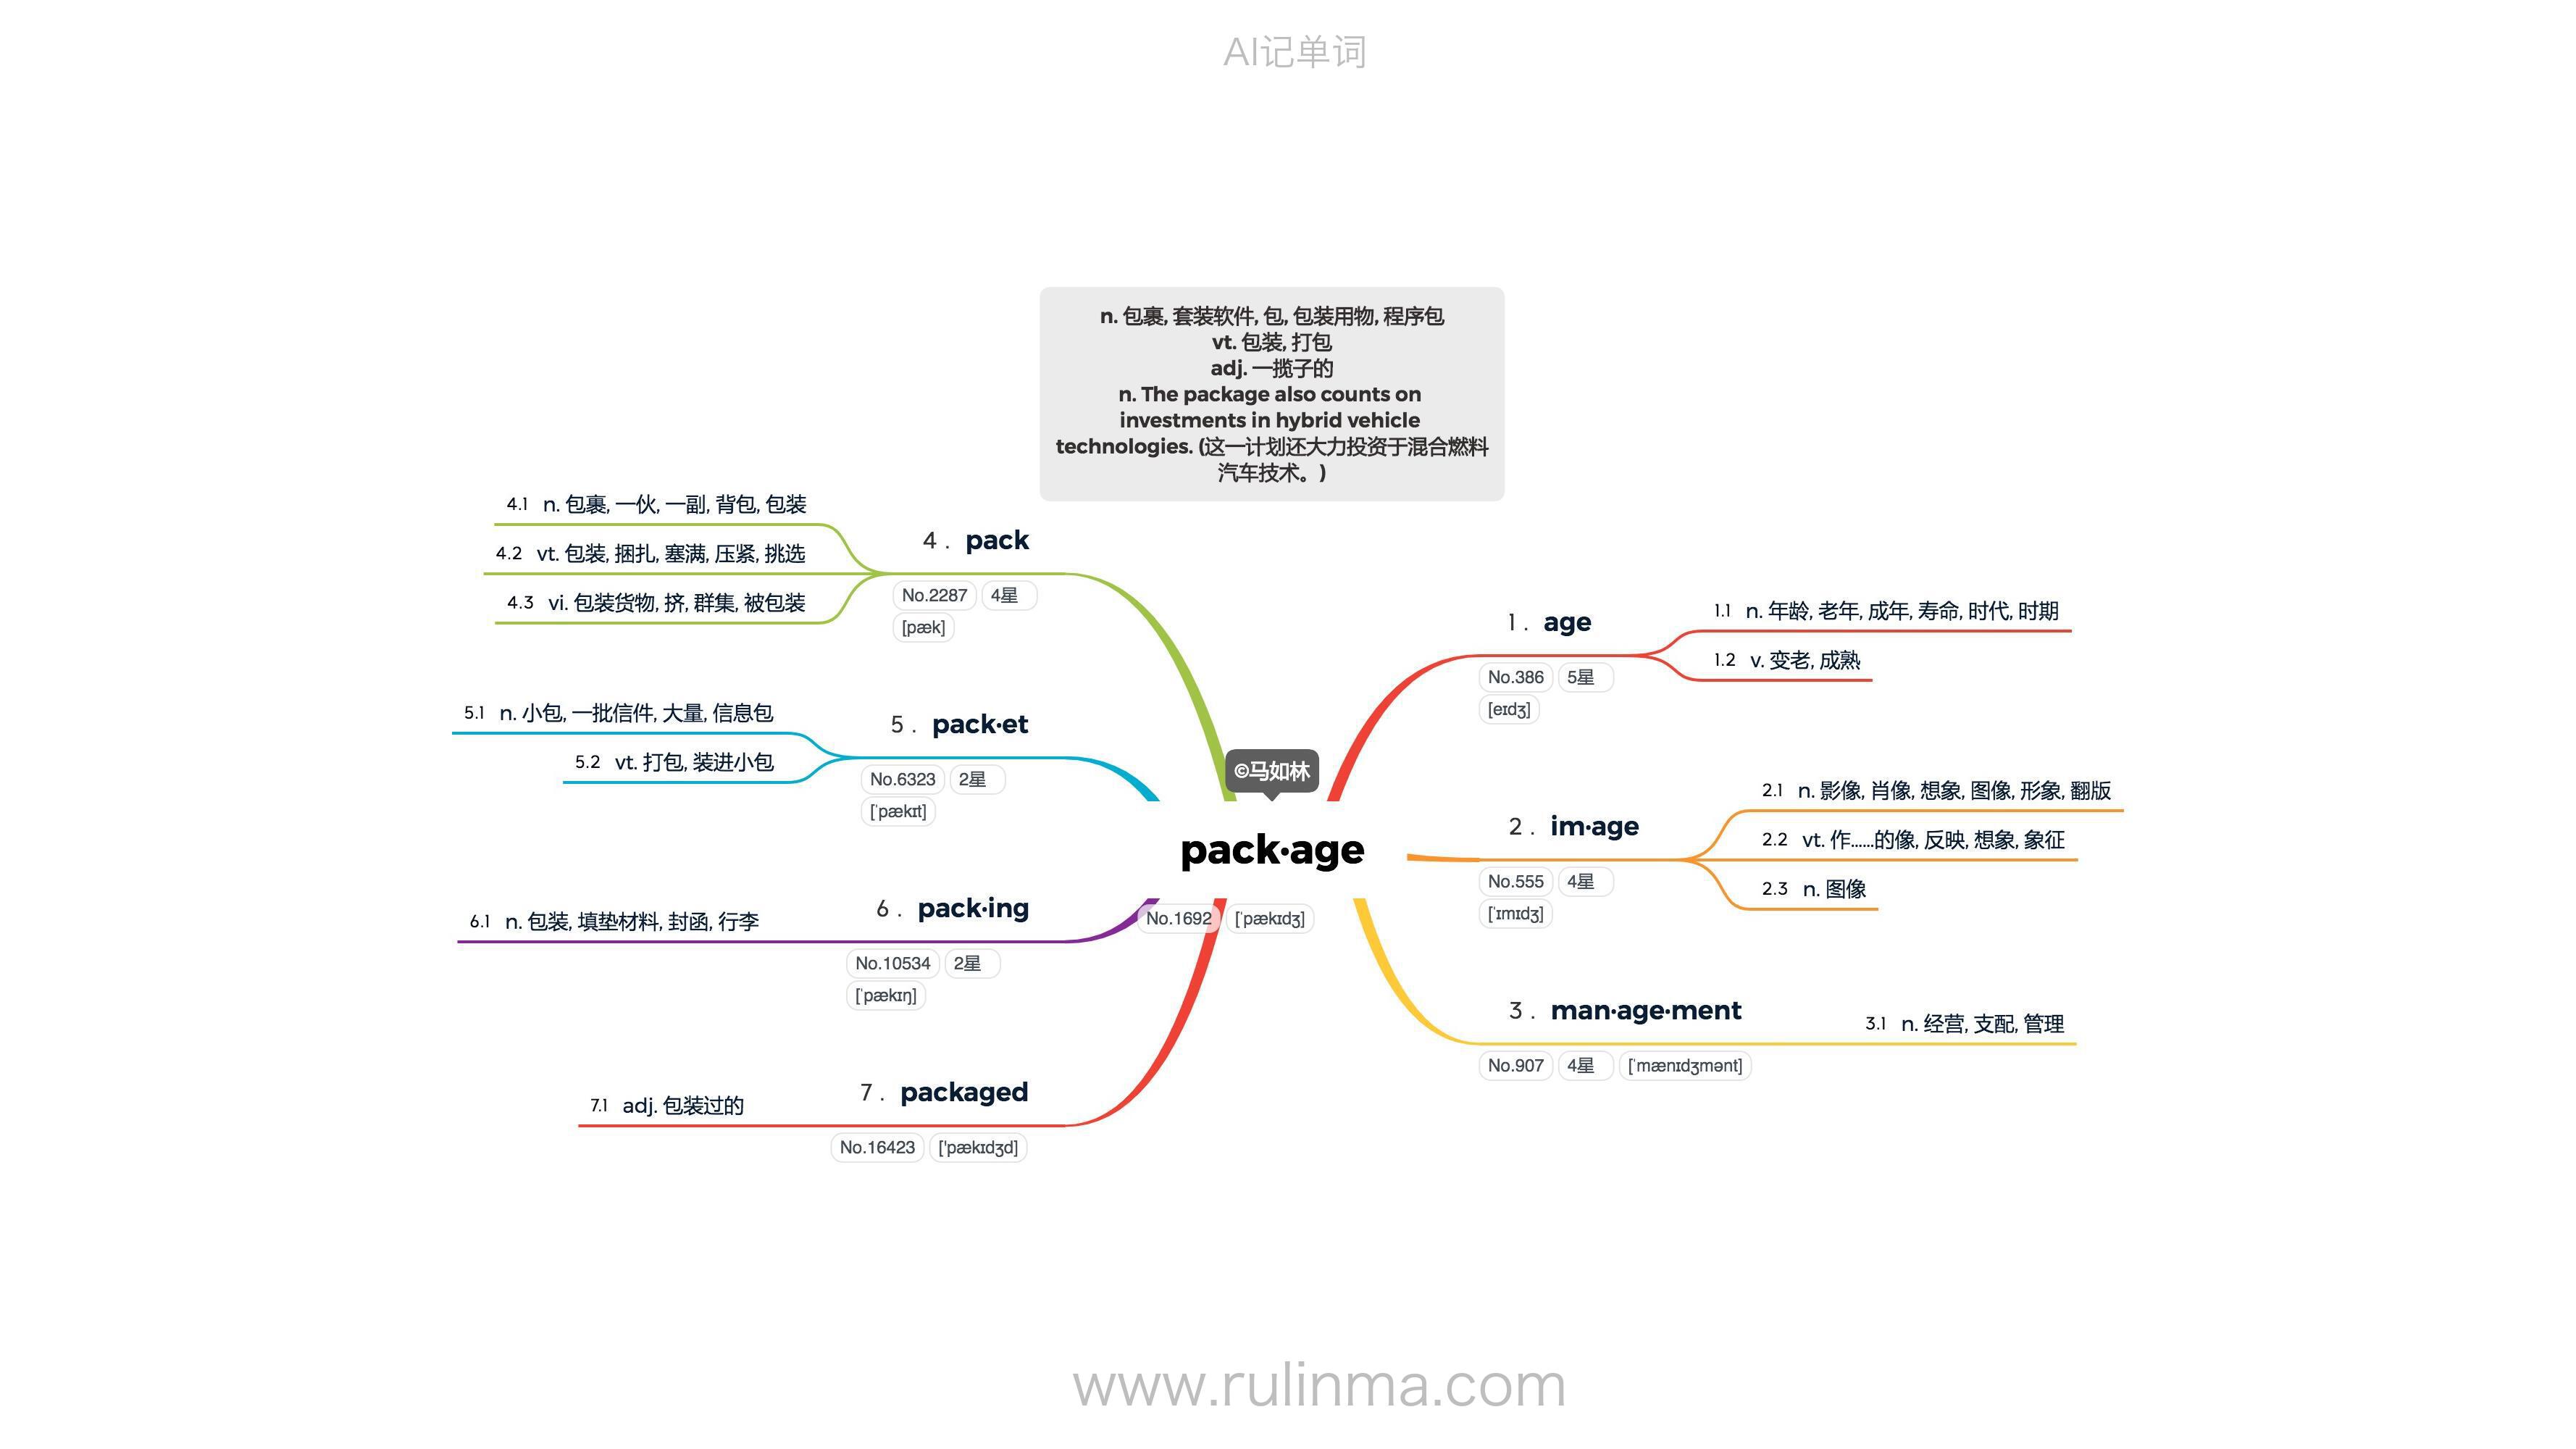 AI记单词
n. 包裹, 套装软件, 包, 包装用物, 程序包
vt. 包装, 打包
adj. 一揽子的
n. The package also counts on
investments in hybrid vehicle
technologies. (这一计划还大力投资于混合燃料
汽车技术。)
©马如林
pack·age
No.1692 [ˈpækɪdʒ]
1 . age
No.386 5星
[eɪdʒ]
1.1 n. 年龄, 老年, 成年, 寿命, 时代, 时期
1.2 v. 变老, 成熟
2 . im·age
No.555 4星
[ˈɪmɪdʒ]
2.1 n. 影像, 肖像, 想象, 图像, 形象, 翻版
2.2 vt. 作……的像, 反映, 想象, 象征
2.3 n. 图像
3 . man·age·ment
No.907 4星 [ˈmænɪdʒmənt]
3.1 n. 经营, 支配, 管理
4 . pack
No.2287 4星
[pæk]
4.1 n. 包裹, 一伙, 一副, 背包, 包装
4.2 vt. 包装, 捆扎, 塞满, 压紧, 挑选
4.3 vi. 包装货物, 挤, 群集, 被包装
5 . pack·et
No.6323 2星
[ˈpækɪt]
5.1 n. 小包, 一批信件, 大量, 信息包
5.2 vt. 打包, 装进小包
6 . pack·ing
No.10534 2星
[ˈpækɪŋ]
6.1 n. 包装, 填垫材料, 封函, 行李
7 . packaged
No.16423 ['pækɪdʒd]
7.1 adj. 包装过的
www.rulinma.com